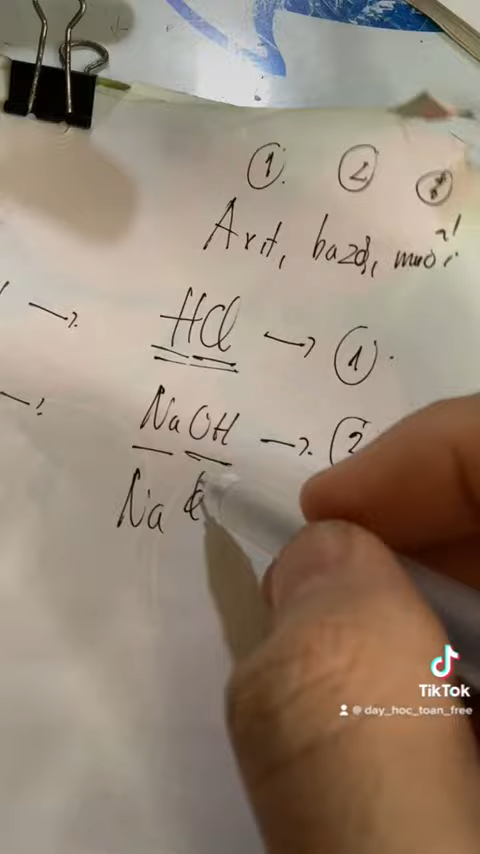 ① ② ③
Axit, bazơ, muối
→ HCl → ①.
→ NaOH → ②
Na
TikTok
@day_hoc_toan_free